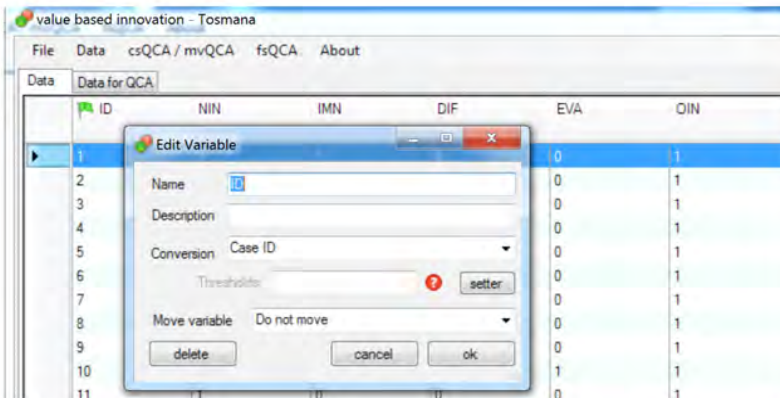 value based innovation - Tosmana
File Data csQCA / mvQCA fsQCA About
Data Data for QCA
ID NIN IMN DIF EVA OIN
Edit Variable
1 0 1
2 0 1
Name ID
3 0 1
Description
4 0 1
Conversion Case ID
5 0 1
6 0 1
Thresholds ? setter
7 0 1
Move variable Do not move
8 0 1
9 0 1
delete cancel ok
10 1 1
11 1 0 0 0 1